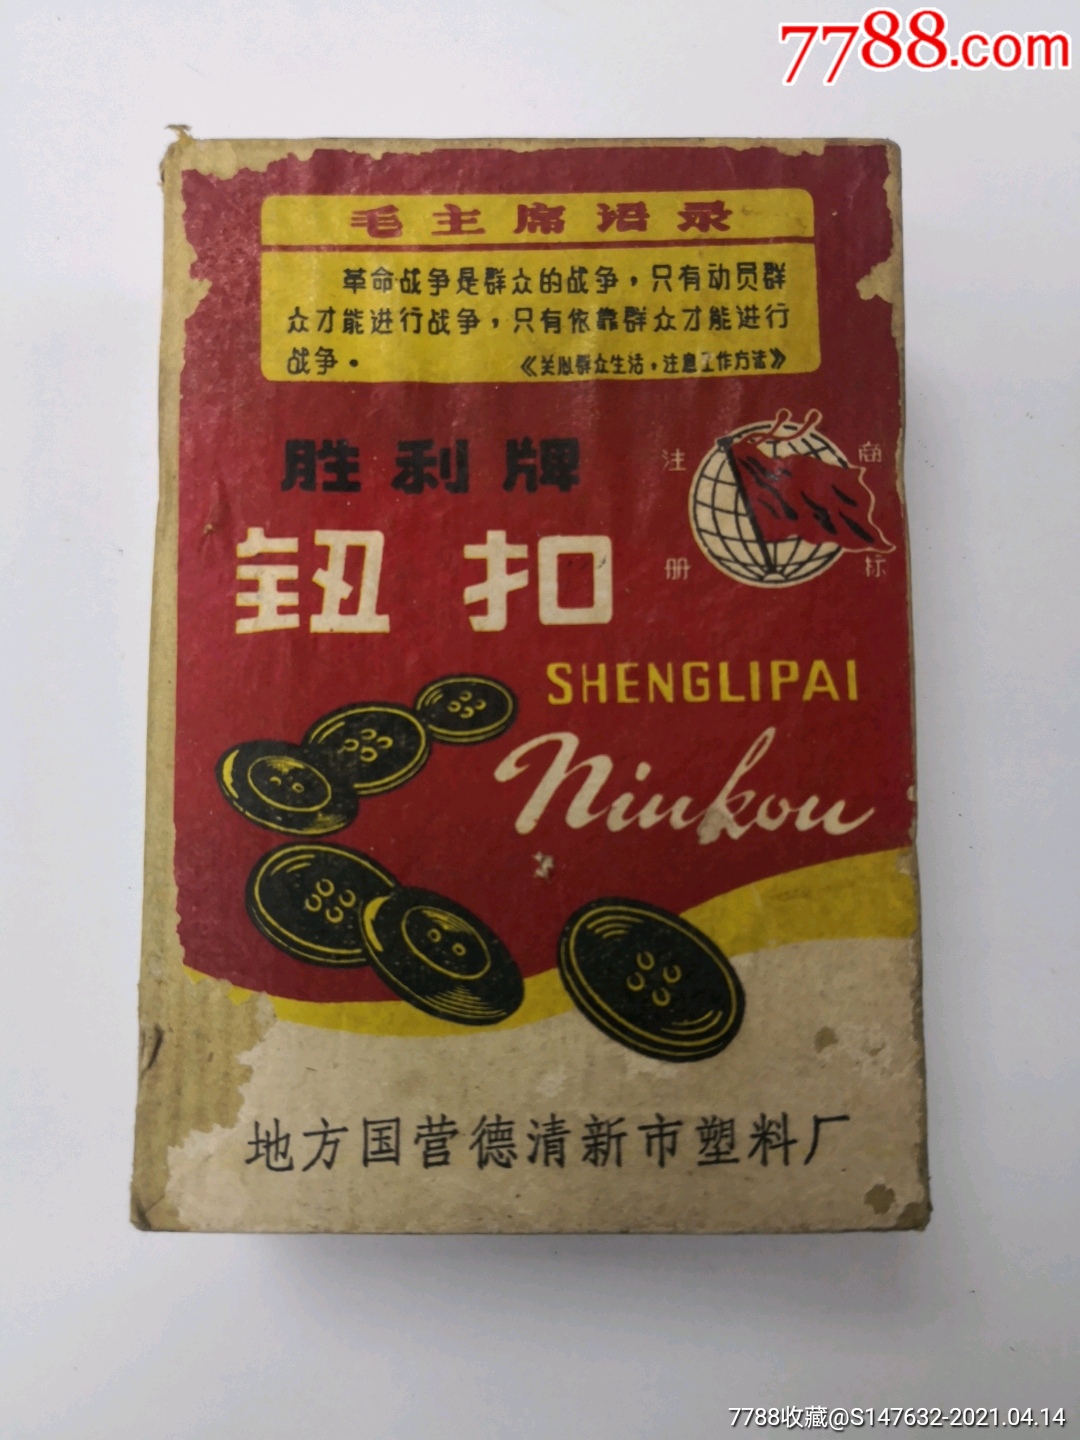 7788.com
毛主席语录
革命战争是群众的战争，只有动员群
众才能进行战争，只有依靠群众才能进行
战争。
《关心群众生活，注意工作方法》
胜利牌
注册
商标
钮扣
SHENGLIPAI
Niukou
地方国营德清新市塑料厂
7788收藏@S147632-2021.04.14